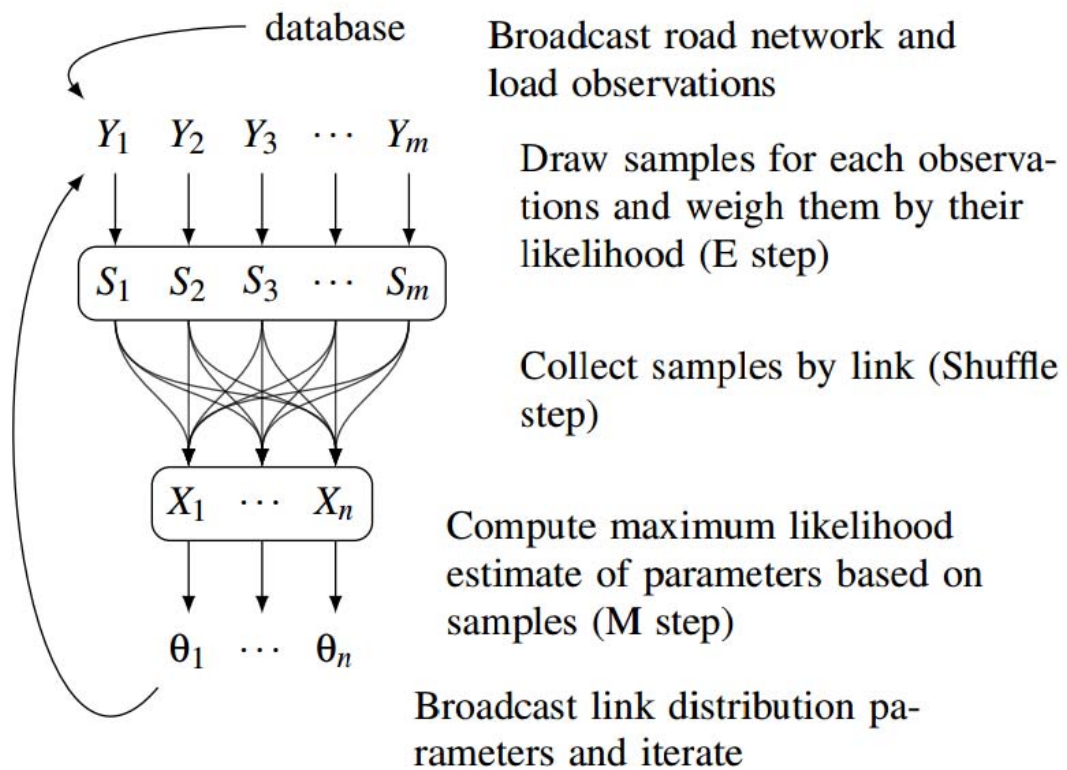 database
Broadcast road network and
load observations
Y1 Y2 Y3 ⋯ Ym
Draw samples for each observa-
tions and weigh them by their
likelihood (E step)
S1 S2 S3 ⋯ Sm
Collect samples by link (Shuffle
step)
X1 ⋯ Xn
Compute maximum likelihood
estimate of parameters based on
samples (M step)
θ1 ⋯ θn
Broadcast link distribution pa-
rameters and iterate